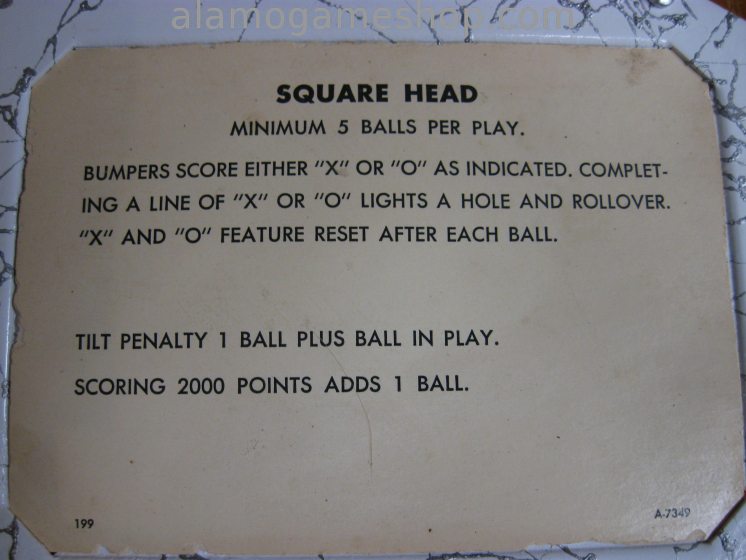 alamogameshop.com
SQUARE HEAD
MINIMUM 5 BALLS PER PLAY.
BUMPERS SCORE EITHER "X" OR "O" AS INDICATED. COMPLET-
ING A LINE OF "X" OR "O" LIGHTS A HOLE AND ROLLOVER.
"X" AND "O" FEATURE RESET AFTER EACH BALL.
TILT PENALTY 1 BALL PLUS BALL IN PLAY.
SCORING 2000 POINTS ADDS 1 BALL.
199
A-7349